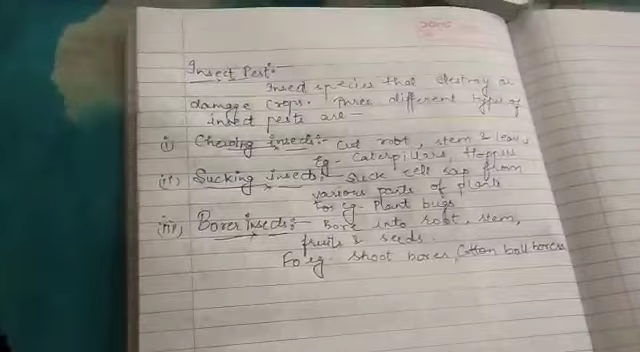 Insect Pest:-
Insect species that destroy or
damage crops. Three different types of
insect pests are -
(i) Chewing insects:- Cut root, stem & leaves
Eg - Caterpillars, Hoppers
(ii) Sucking insects:- Suck cell sap from
various parts of plants
For eg. Plant bugs
(iii) Borer insects:- Bore into root, stem,
fruits & seeds.
Fo eg. Shoot borer, Cotton boll borers